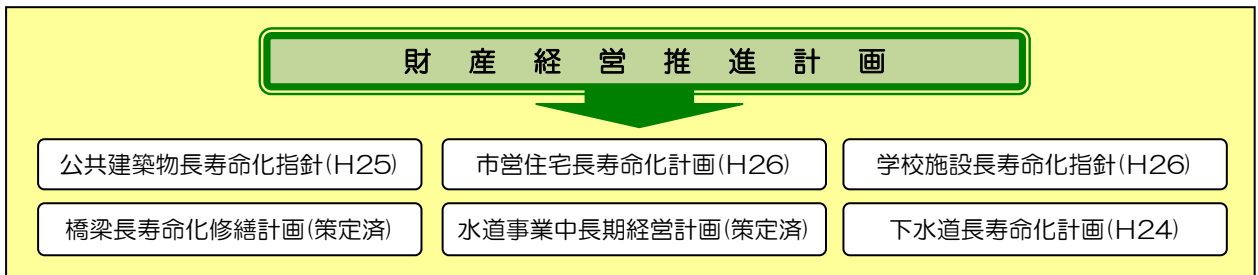 財産経営推進計画
公共建築物長寿命化指針(H25)
市営住宅長寿命化計画(H26)
学校施設長寿命化指針(H26)
橋梁長寿命化修繕計画(策定済)
水道事業中長期経営計画(策定済)
下水道長寿命化計画(H24)